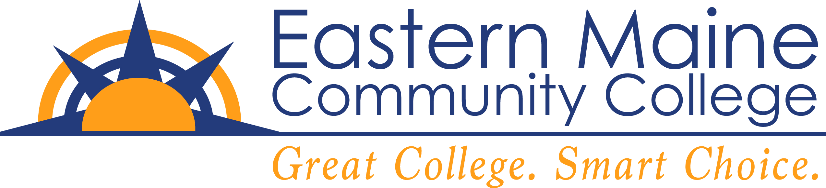 Eastern Maine
Community College
Great College. Smart Choice.